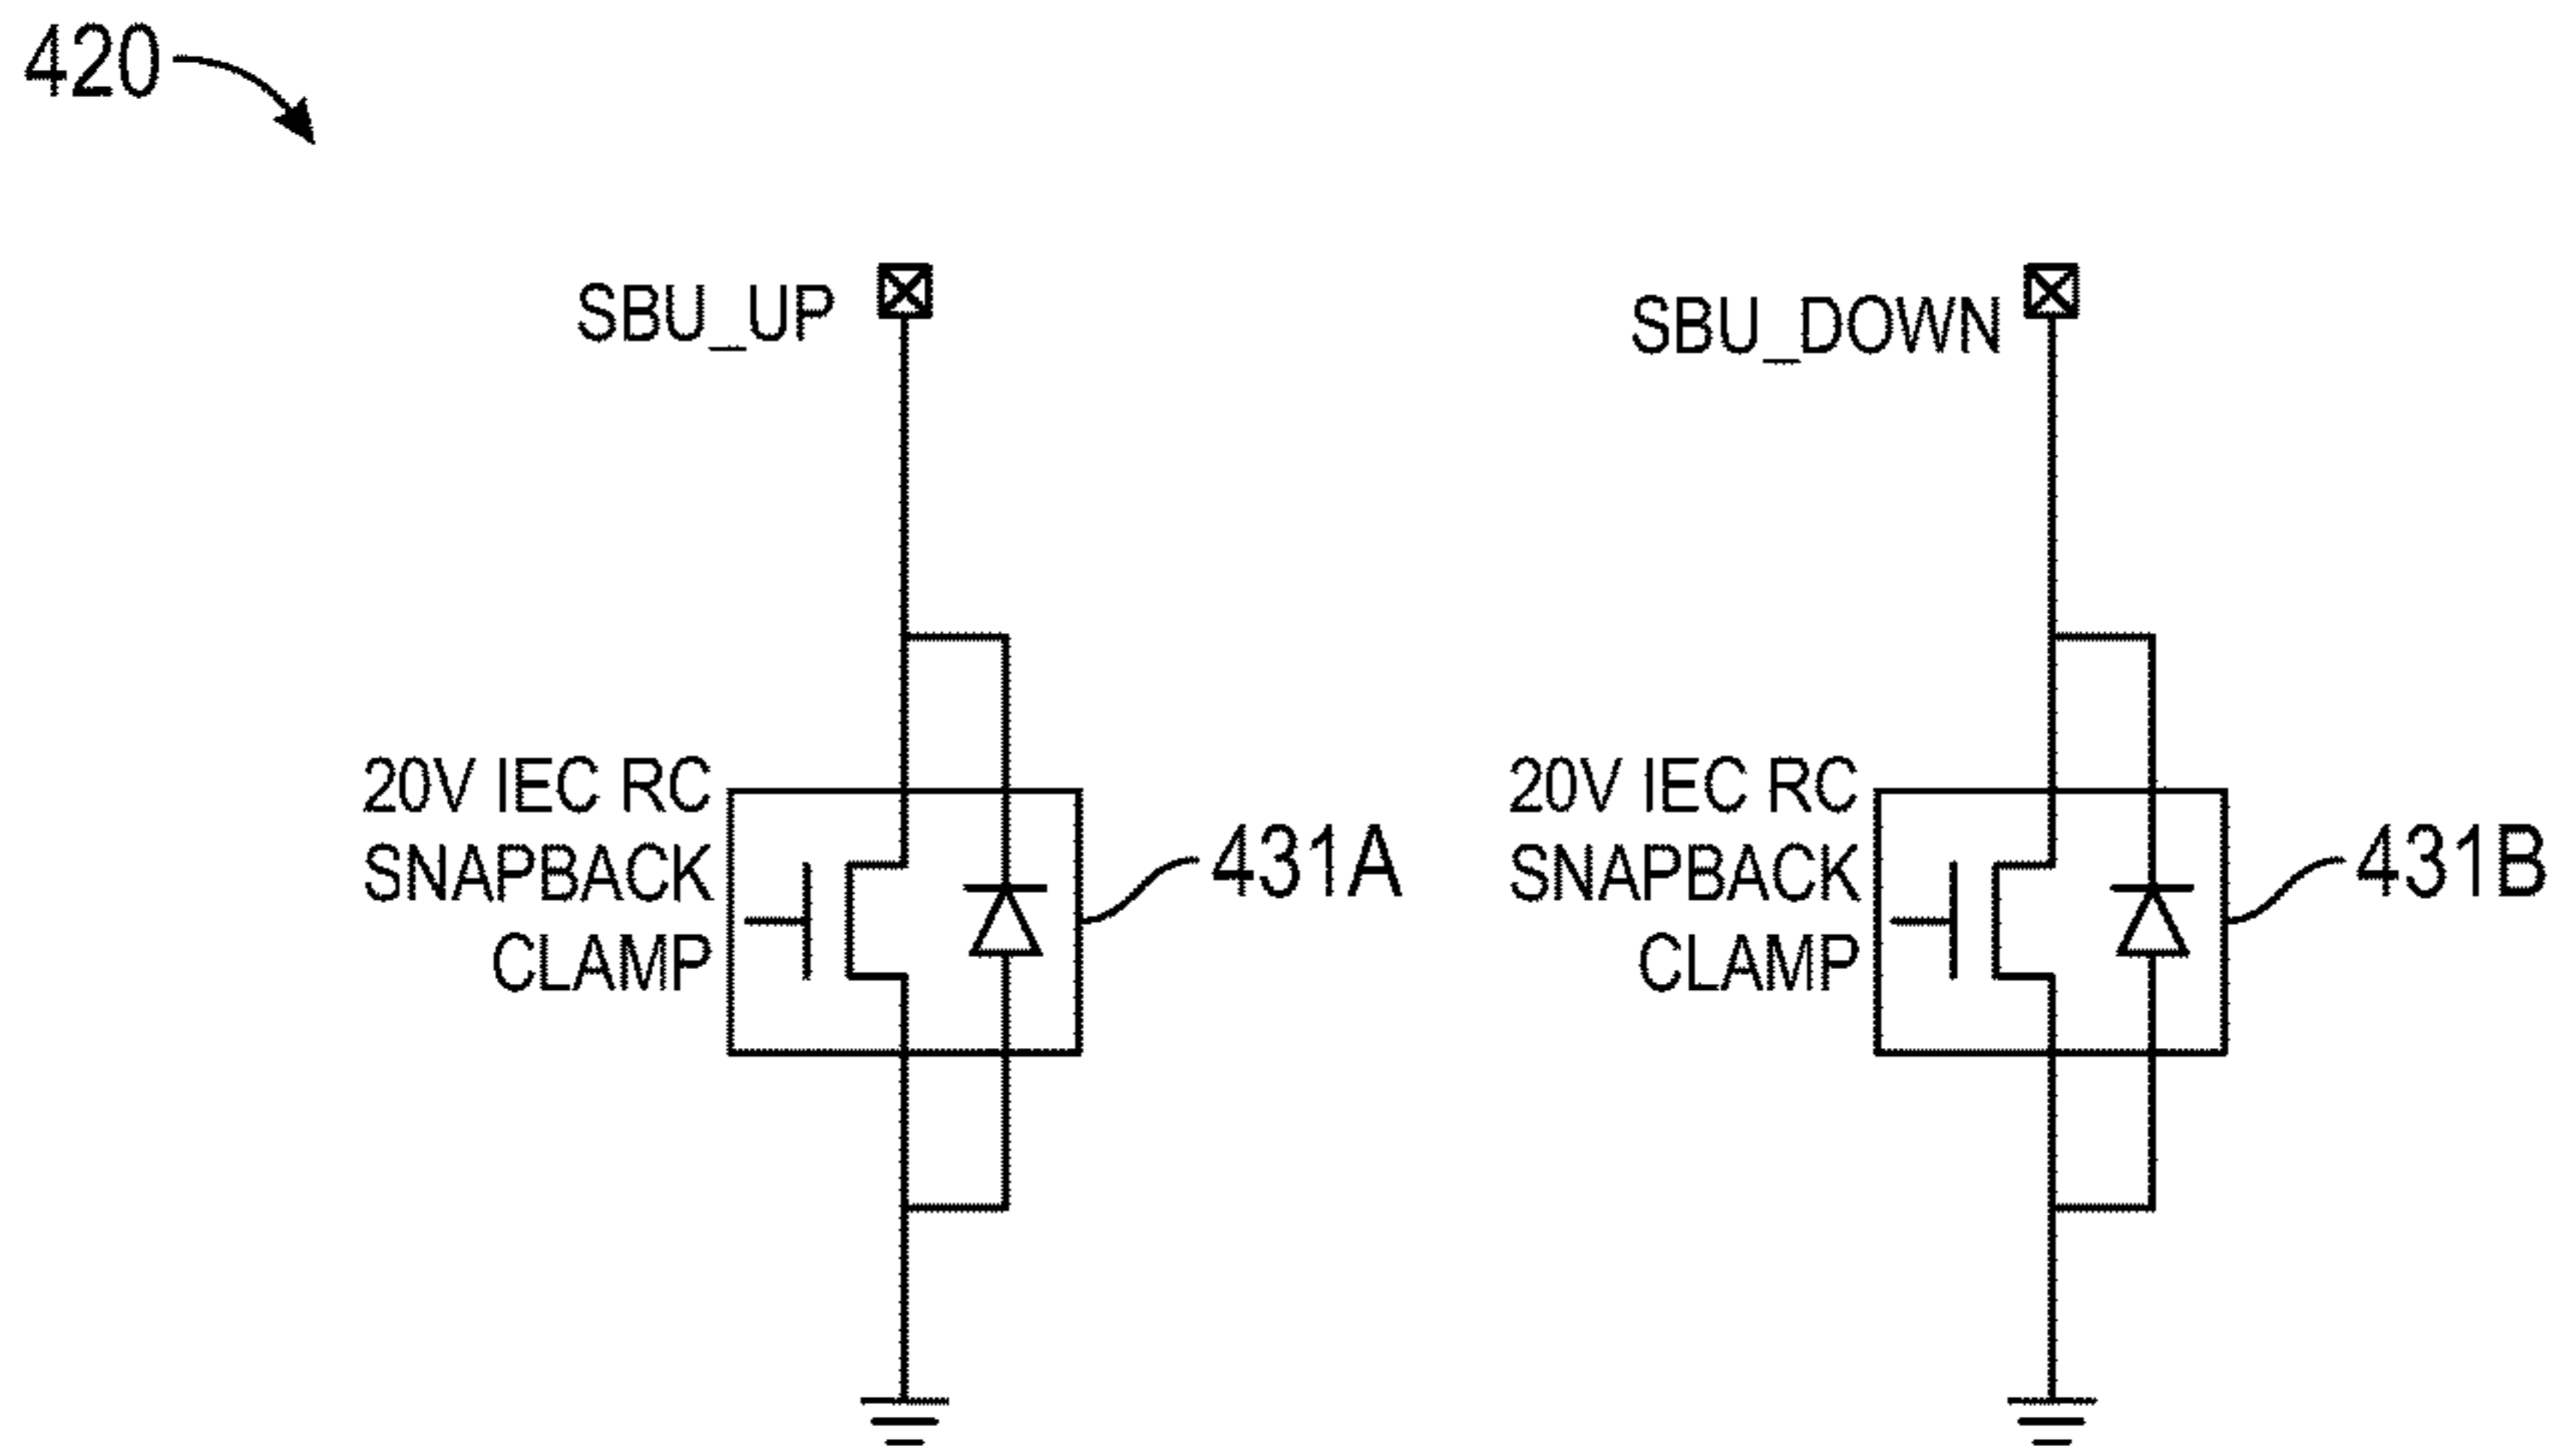 420
SBU_UP
SBU_DOWN
20V IEC RC
SNAPBACK
CLAMP
431A
20V IEC RC
SNAPBACK
CLAMP
431B